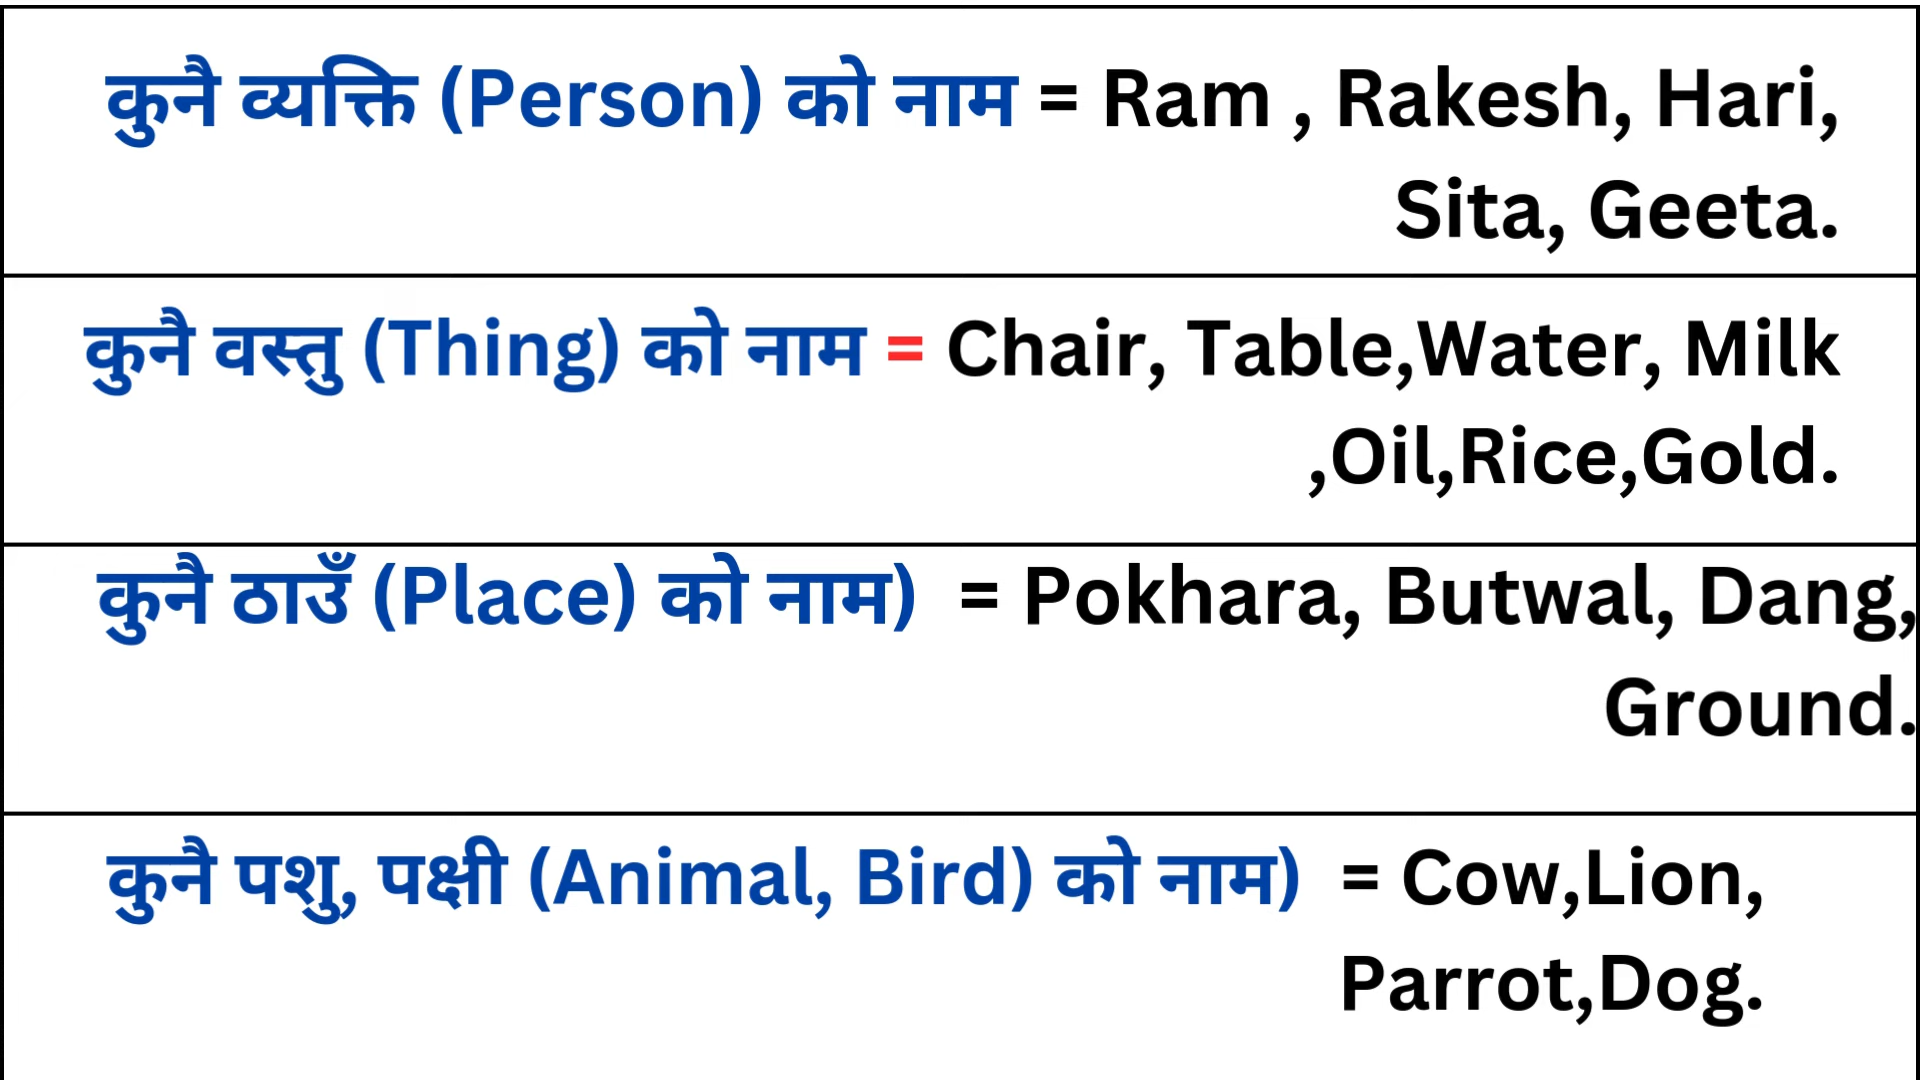 कुनै व्यक्ति (Person) को नाम = Ram , Rakesh, Hari,
Sita, Geeta.
कुनै वस्तु (Thing) को नाम = Chair, Table,Water, Milk
,Oil,Rice,Gold.
कुनै ठाउँ (Place) को नाम) = Pokhara, Butwal, Dang,
Ground.
कुनै पशु, पक्षी (Animal, Bird) को नाम) = Cow,Lion,
Parrot,Dog.